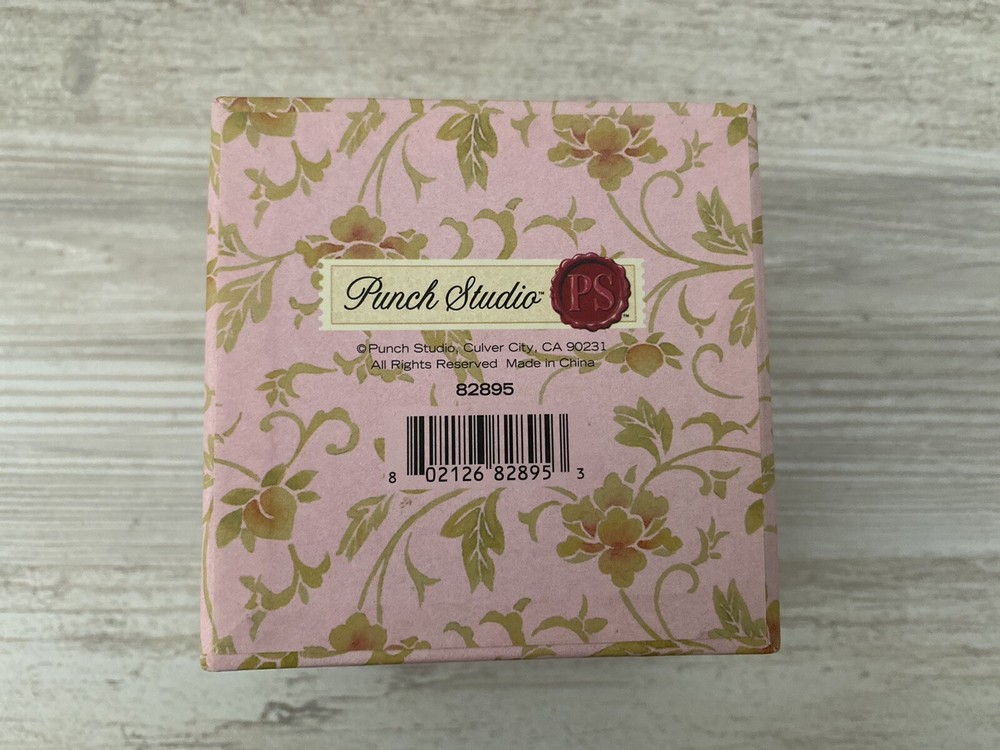 Punch Studio™ PS™
©Punch Studio, Culver City, CA 90231
All Rights Reserved Made in China
82895
8 02126 82895 3